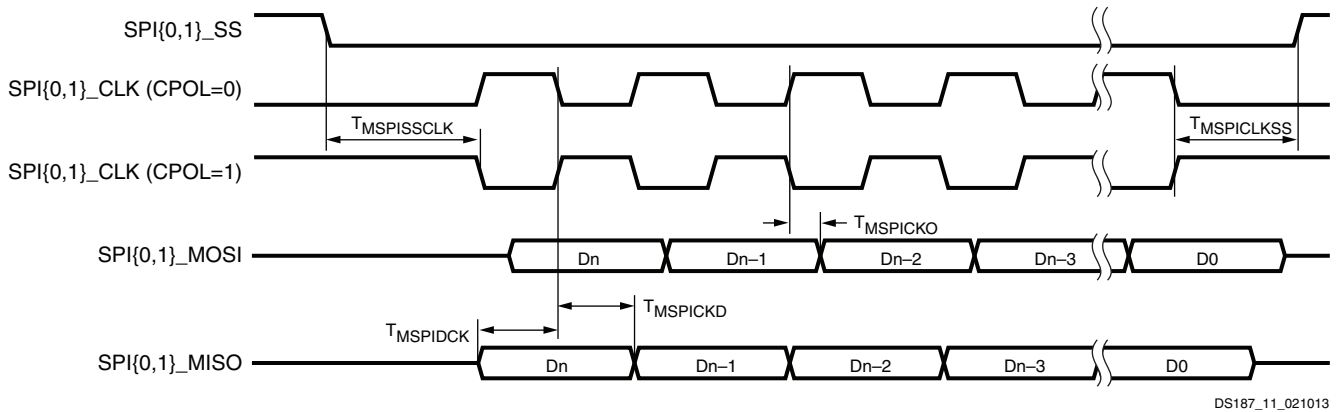 SPI{0,1}_SS
SPI{0,1}_CLK (CPOL=0)
TMSPISSCLK
TMSPICLKSS
SPI{0,1}_CLK (CPOL=1)
TMSPICKO
SPI{0,1}_MOSI
Dn
Dn–1
Dn–2
Dn–3
D0
TMSPICKD
TMSPIDCK
SPI{0,1}_MISO
Dn
Dn–1
Dn–2
Dn–3
D0
DS187_11_021013